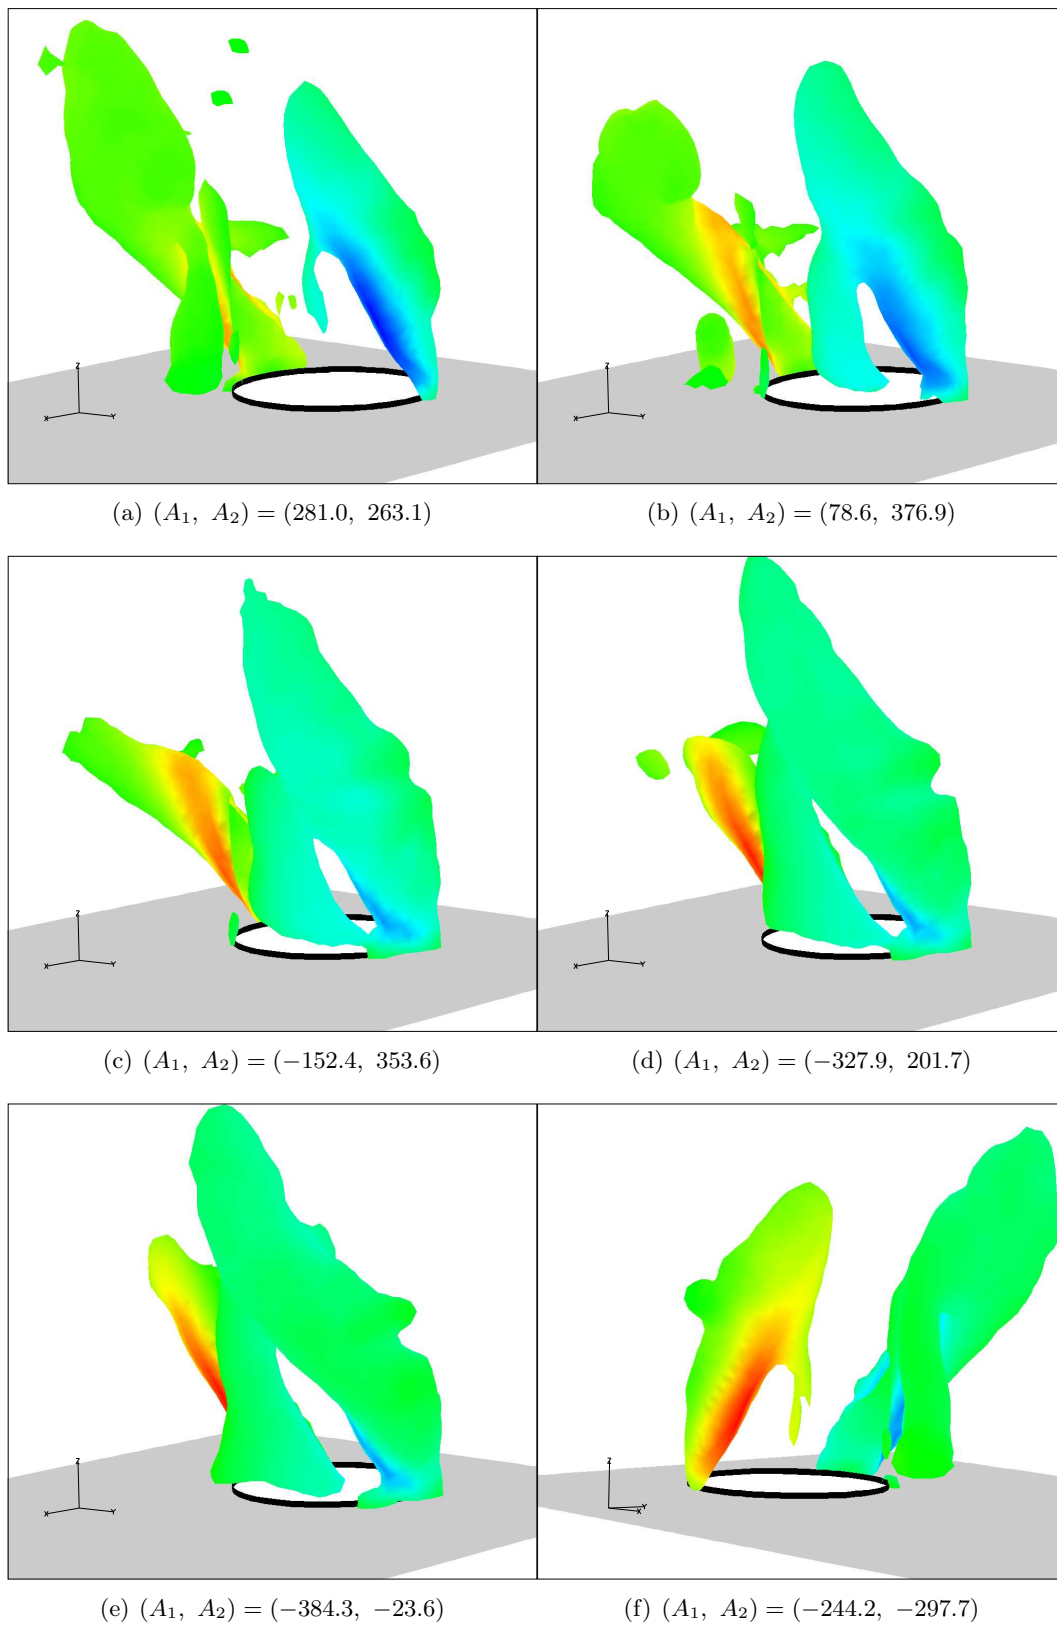 Z
X
Y
Z
X
Y
(a) (A₁, A₂) = (281.0, 263.1)
(b) (A₁, A₂) = (78.6, 376.9)
Z
X
Y
Z
X
Y
(c) (A₁, A₂) = (−152.4, 353.6)
(d) (A₁, A₂) = (−327.9, 201.7)
Z
X
Y
Z
Y
X
(e) (A₁, A₂) = (−384.3, −23.6)
(f) (A₁, A₂) = (−244.2, −297.7)